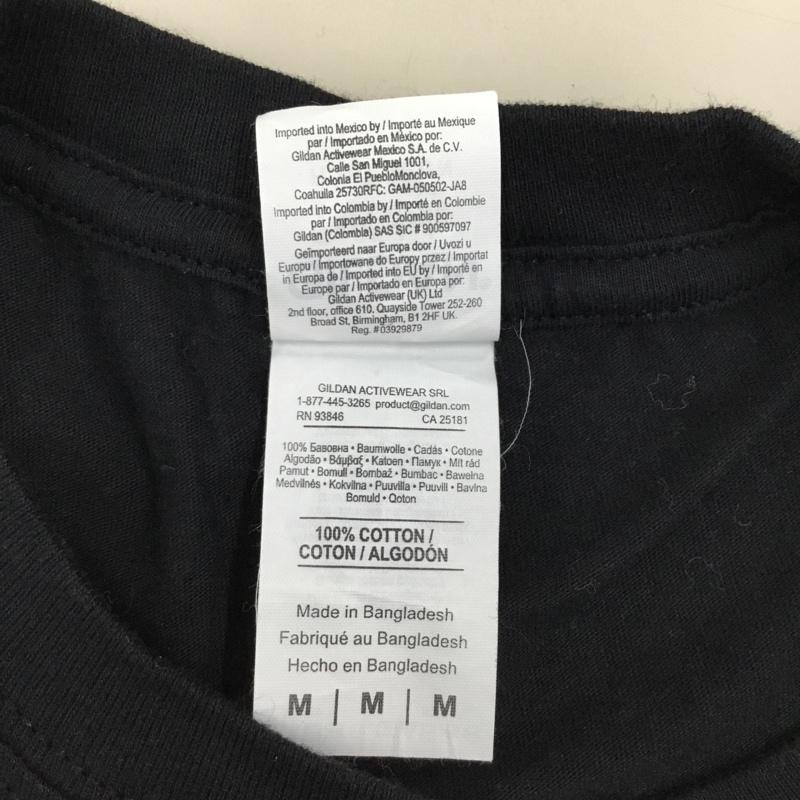 Imported into Mexico by / Importé au Mexique
par / Importado en México por:
Gildan Activewear Mexico S.A. de C.V.
Calle San Miguel 1001,
Colonia El PuebloMonclova,
Coahuila 25730RFC: GAM-050502-JA8
Imported into Colombia by / Importé en Colombie
par / Importado en Colombia por:
Gildan (Colombia) SAS SIC # 900597097
Geïmporteerd naar Europa door / Uvozi u
Europu / Importowane do Europy przez / Importat
in Europa de / Imported into EU by / Importé en
Europe par / Importado en Europa por:
Gildan Activewear (UK) Ltd
2nd floor, office 610. Quayside Tower 252-260
Broad St, Birmingham, B1 2HF UK.
Reg. # 03929879
GILDAN ACTIVEWEAR SRL
1-877-445-3265 product@gildan.com
RN 93846 CA 25181
100% Бавовна • Baumwolle • Cadás • Cotone
Algodão • Βάμβαξ • Katoen • Памук • Mit rád
Pamut • Bomull • Bombaž • Bumbac • Bawełna
Medvilnės • Kokvilna • Puuvilla • Puuvill • Bavlna
Bomuld • Qoton
100% COTTON /
COTON / ALGODÓN
Made in Bangladesh
Fabriqué au Bangladesh
Hecho en Bangladesh
M | M | M